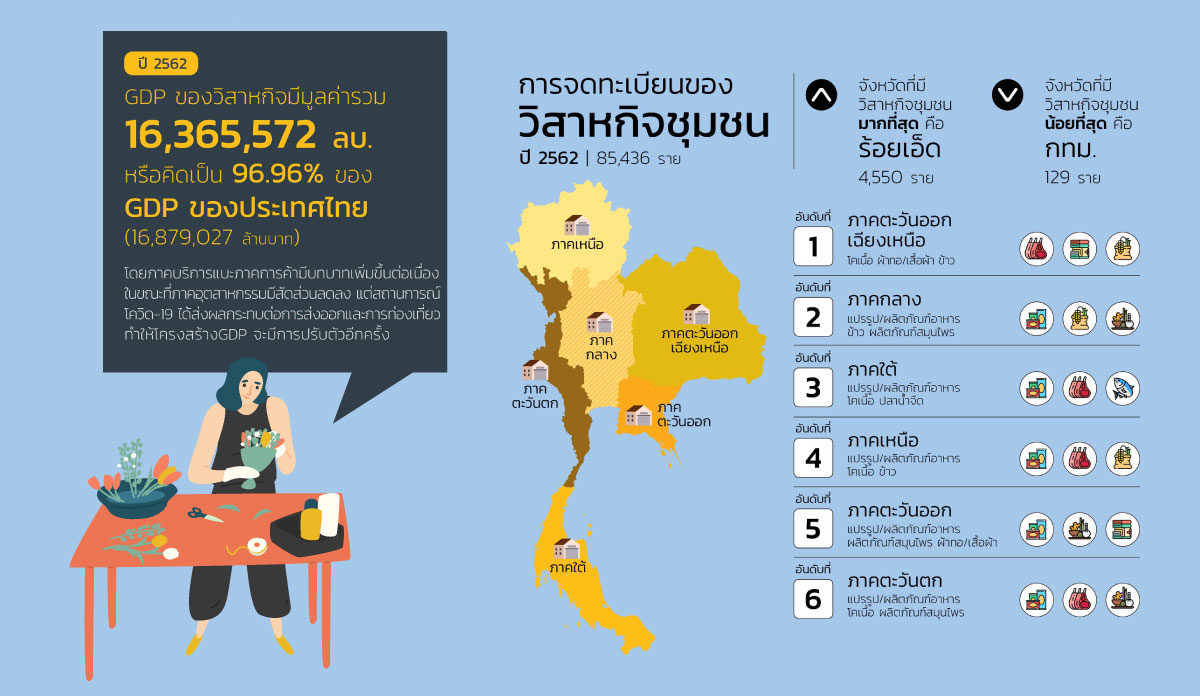 ปี 2562
GDP ของวิสาหกิจมีมูลค่ารวม
16,365,572 ลบ.
หรือคิดเป็น 96.96% ของ
GDP ของประเทศไทย
(16,879,027 ล้านบาท)
โดยภาคบริการแบะภาคการค้ามีบทบาทเพิ่มขึ้นต่อเนื่อง
ในขณะที่ภาคอุตสาหกรรมมีสัดส่วนลดลง แต่สถานการณ์
โควิด-19 ได้ส่งผลกระทบต่อการส่งออกและการท่องเที่ยว
ทำให้โครงสร้างGDP จะมีการปรับตัวอีกครั้ง
การจดทะเบียนของ
วิสาหกิจชุมชน
ปี 2562 | 85,436 ราย
ภาคเหนือ
ภาค
กลาง
ภาคตะวันออก
เฉียงเหนือ
ภาค
ตะวันตก
ภาค
ตะวันออก
ภาคใต้
จังหวัดที่มี
วิสาหกิจชุมชน
มากที่สุด คือ
ร้อยเอ็ด
4,550 ราย
จังหวัดที่มี
วิสาหกิจชุมชน
น้อยที่สุด คือ
กทม.
129 ราย
อันดับที่
1
ภาคตะวันออก
เฉียงเหนือ
โคเนื้อ ผ้าทอ/เสื้อผ้า ข้าว
อันดับที่
2
ภาคกลาง
แปรรูป/ผลิตภัณฑ์อาหาร
ข้าว ผลิตภัณฑ์สมุนไพร
อันดับที่
3
ภาคใต้
แปรรูป/ผลิตภัณฑ์อาหาร
โคเนื้อ ปลาน้ำจืด
อันดับที่
4
ภาคเหนือ
แปรรูป/ผลิตภัณฑ์อาหาร
โคเนื้อ ข้าว
อันดับที่
5
ภาคตะวันออก
แปรรูป/ผลิตภัณฑ์อาหาร
ผลิตภัณฑ์สมุนไพร ผ้าทอ/เสื้อผ้า
อันดับที่
6
ภาคตะวันตก
แปรรูป/ผลิตภัณฑ์อาหาร
โคเนื้อ ผลิตภัณฑ์สมุนไพร